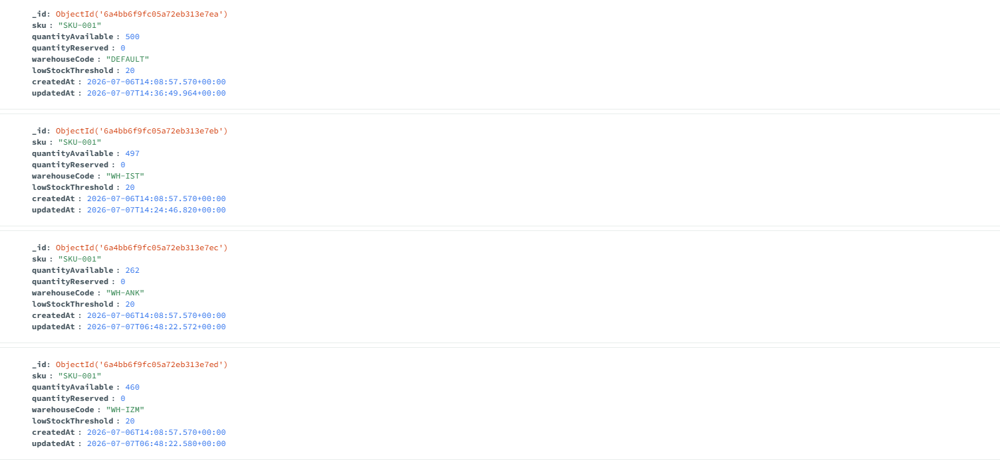 _id: ObjectId('6a4bb6f9fc05a72eb313e7ea')
sku : "SKU-001"
quantityAvailable : 500
quantityReserved : 0
warehouseCode : "DEFAULT"
lowStockThreshold : 20
createdAt : 2026-07-06T14:08:57.570+00:00
updatedAt : 2026-07-07T14:36:49.964+00:00
_id: ObjectId('6a4bb6f9fc05a72eb313e7eb')
sku : "SKU-001"
quantityAvailable : 497
quantityReserved : 0
warehouseCode : "WH-IST"
lowStockThreshold : 20
createdAt : 2026-07-06T14:08:57.570+00:00
updatedAt : 2026-07-07T14:24:46.820+00:00
_id: ObjectId('6a4bb6f9fc05a72eb313e7ec')
sku : "SKU-001"
quantityAvailable : 262
quantityReserved : 0
warehouseCode : "WH-ANK"
lowStockThreshold : 20
createdAt : 2026-07-06T14:08:57.570+00:00
updatedAt : 2026-07-07T06:48:22.572+00:00
_id: ObjectId('6a4bb6f9fc05a72eb313e7ed')
sku : "SKU-001"
quantityAvailable : 460
quantityReserved : 0
warehouseCode : "WH-IZM"
lowStockThreshold : 20
createdAt : 2026-07-06T14:08:57.570+00:00
updatedAt : 2026-07-07T06:48:22.580+00:00